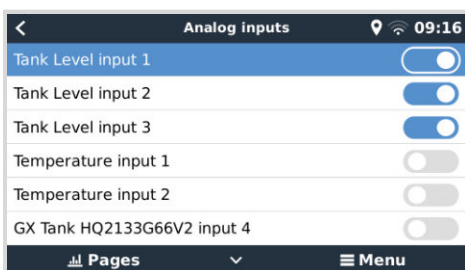 Analog inputs 09:16
Tank Level input 1
Tank Level input 2
Tank Level input 3
Temperature input 1
Temperature input 2
GX Tank HQ2133G66V2 input 4
Pages Menu